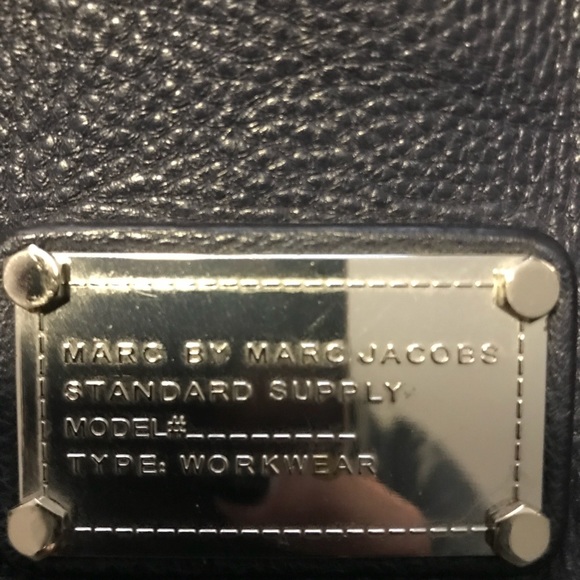 MARC BY MARC JACOBS
STANDARD SUPPLY
MODEL#_________
TYPE: WORKWEAR